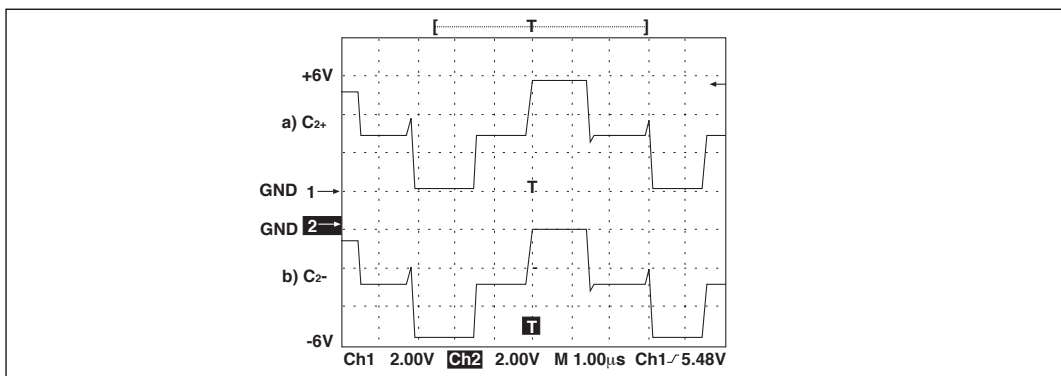 [ T ]
+6V
a) C2+
T
GND 1→
GND 2→
b) C2-
T
-6V
Ch1 2.00V Ch2 2.00V M 1.00μs Ch1 5.48V